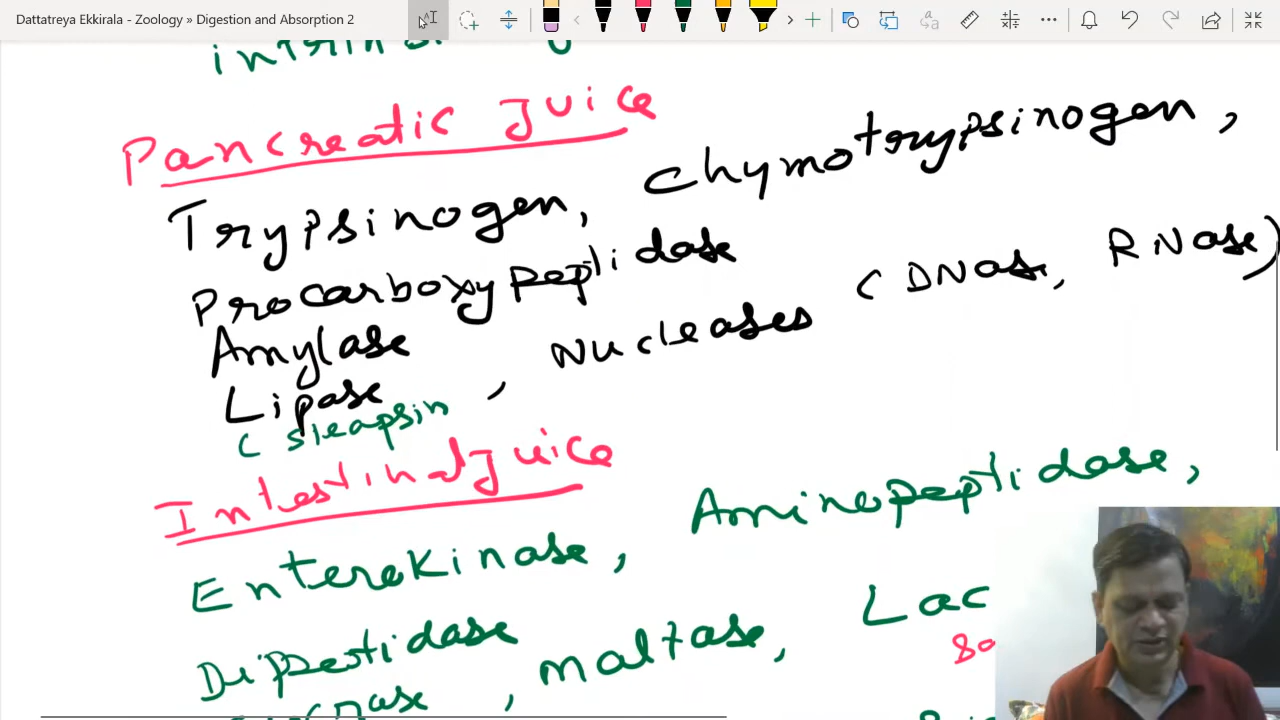 Dattatreya Ekkirala - Zoology » Digestion and Absorption 2
Pancreatic Juice
Trypsinogen, Chymotrypsinogen,
Procarboxypeptidase
Amylase, Nucleases (DNase, RNase)
Lipase
(sleapsin
Intestinal Juice
Enterokinase, Aminopeptidase,
Dipeptidase, maltase, Lac